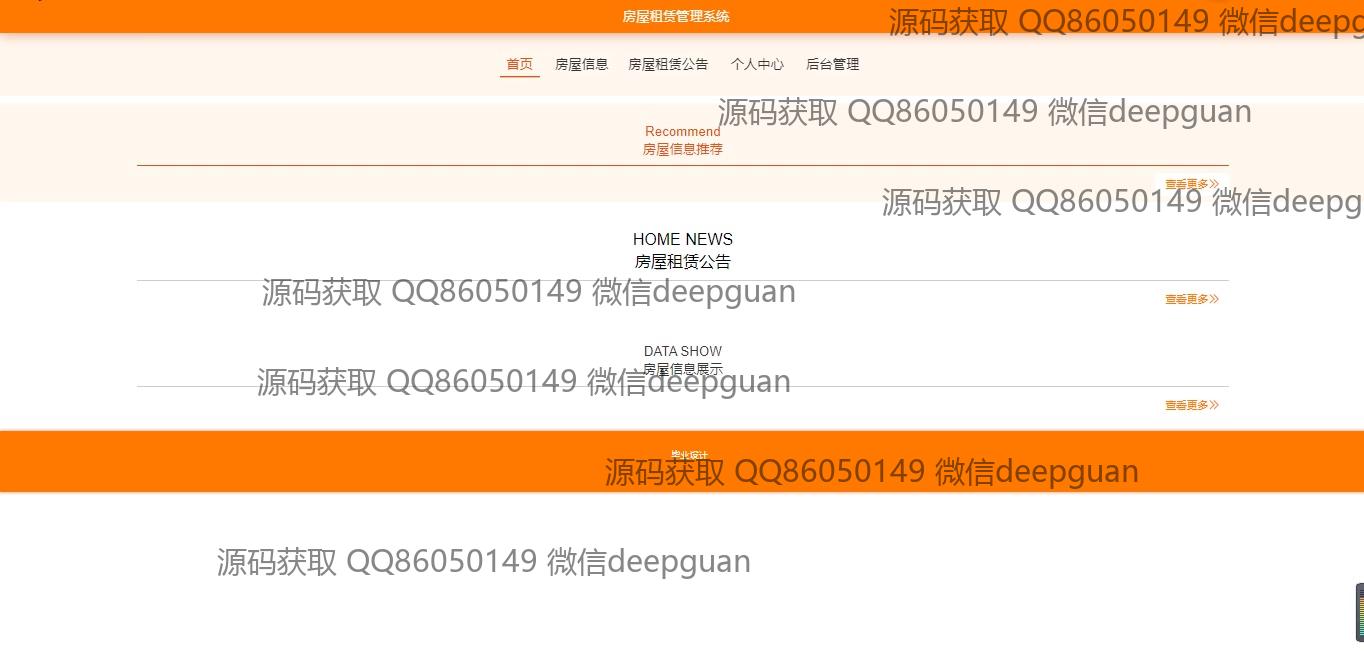 房屋租赁管理系统
源码获取 QQ86050149 微信deepg
首页 房屋信息 房屋租赁公告 个人中心 后台管理
源码获取 QQ86050149 微信deepguan
Recommend
房屋信息推荐
查看更多
源码获取 QQ86050149 微信deepg
HOME NEWS
房屋租赁公告
源码获取 QQ86050149 微信deepguan
查看更多
DATA SHOW
房屋信息展示
源码获取 QQ86050149 微信deepguan
查看更多
毕业设计
源码获取 QQ86050149 微信deepguan
源码获取 QQ86050149 微信deepguan